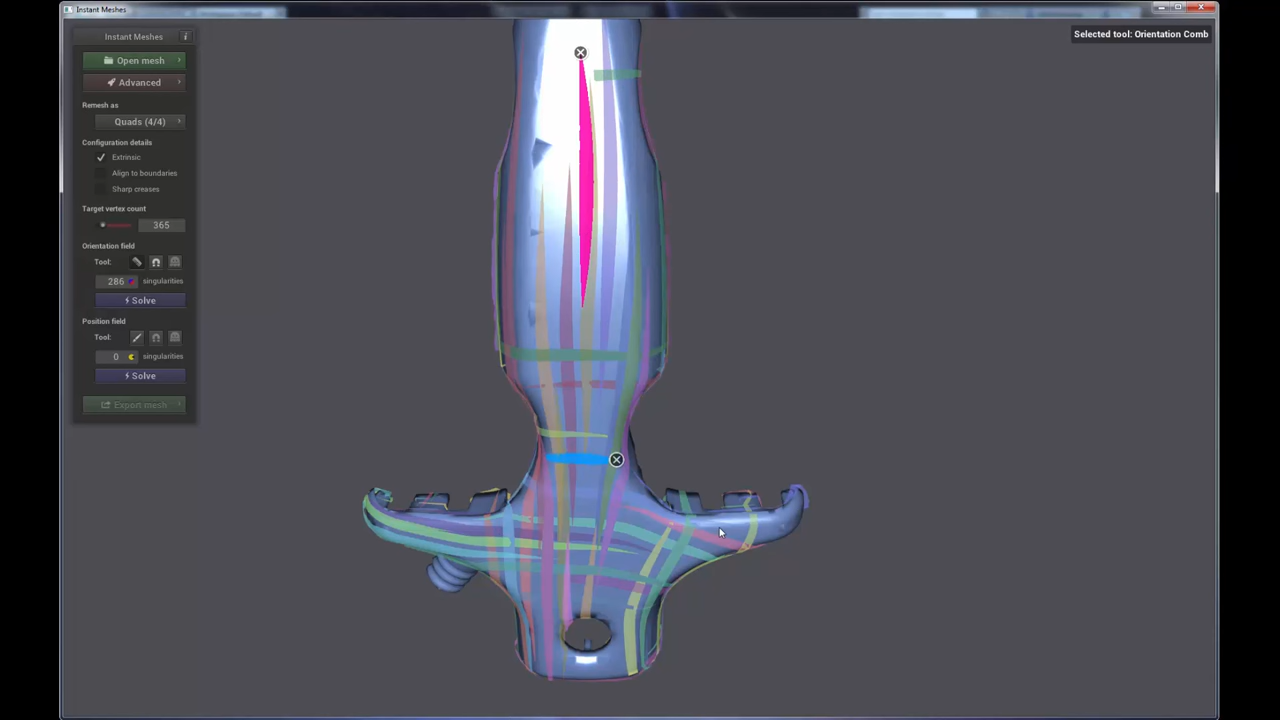 Instant Meshes
Selected tool: Orientation Comb
Instant Meshes i
Open mesh
Advanced
Remesh as
Quads (4/4)
Configuration details
Extrinsic
Align to boundaries
Sharp creases
Target vertex count
365
Orientation field
Tool:
286 singularities
Solve
Position field
Tool:
0 singularities
Solve
Export mesh